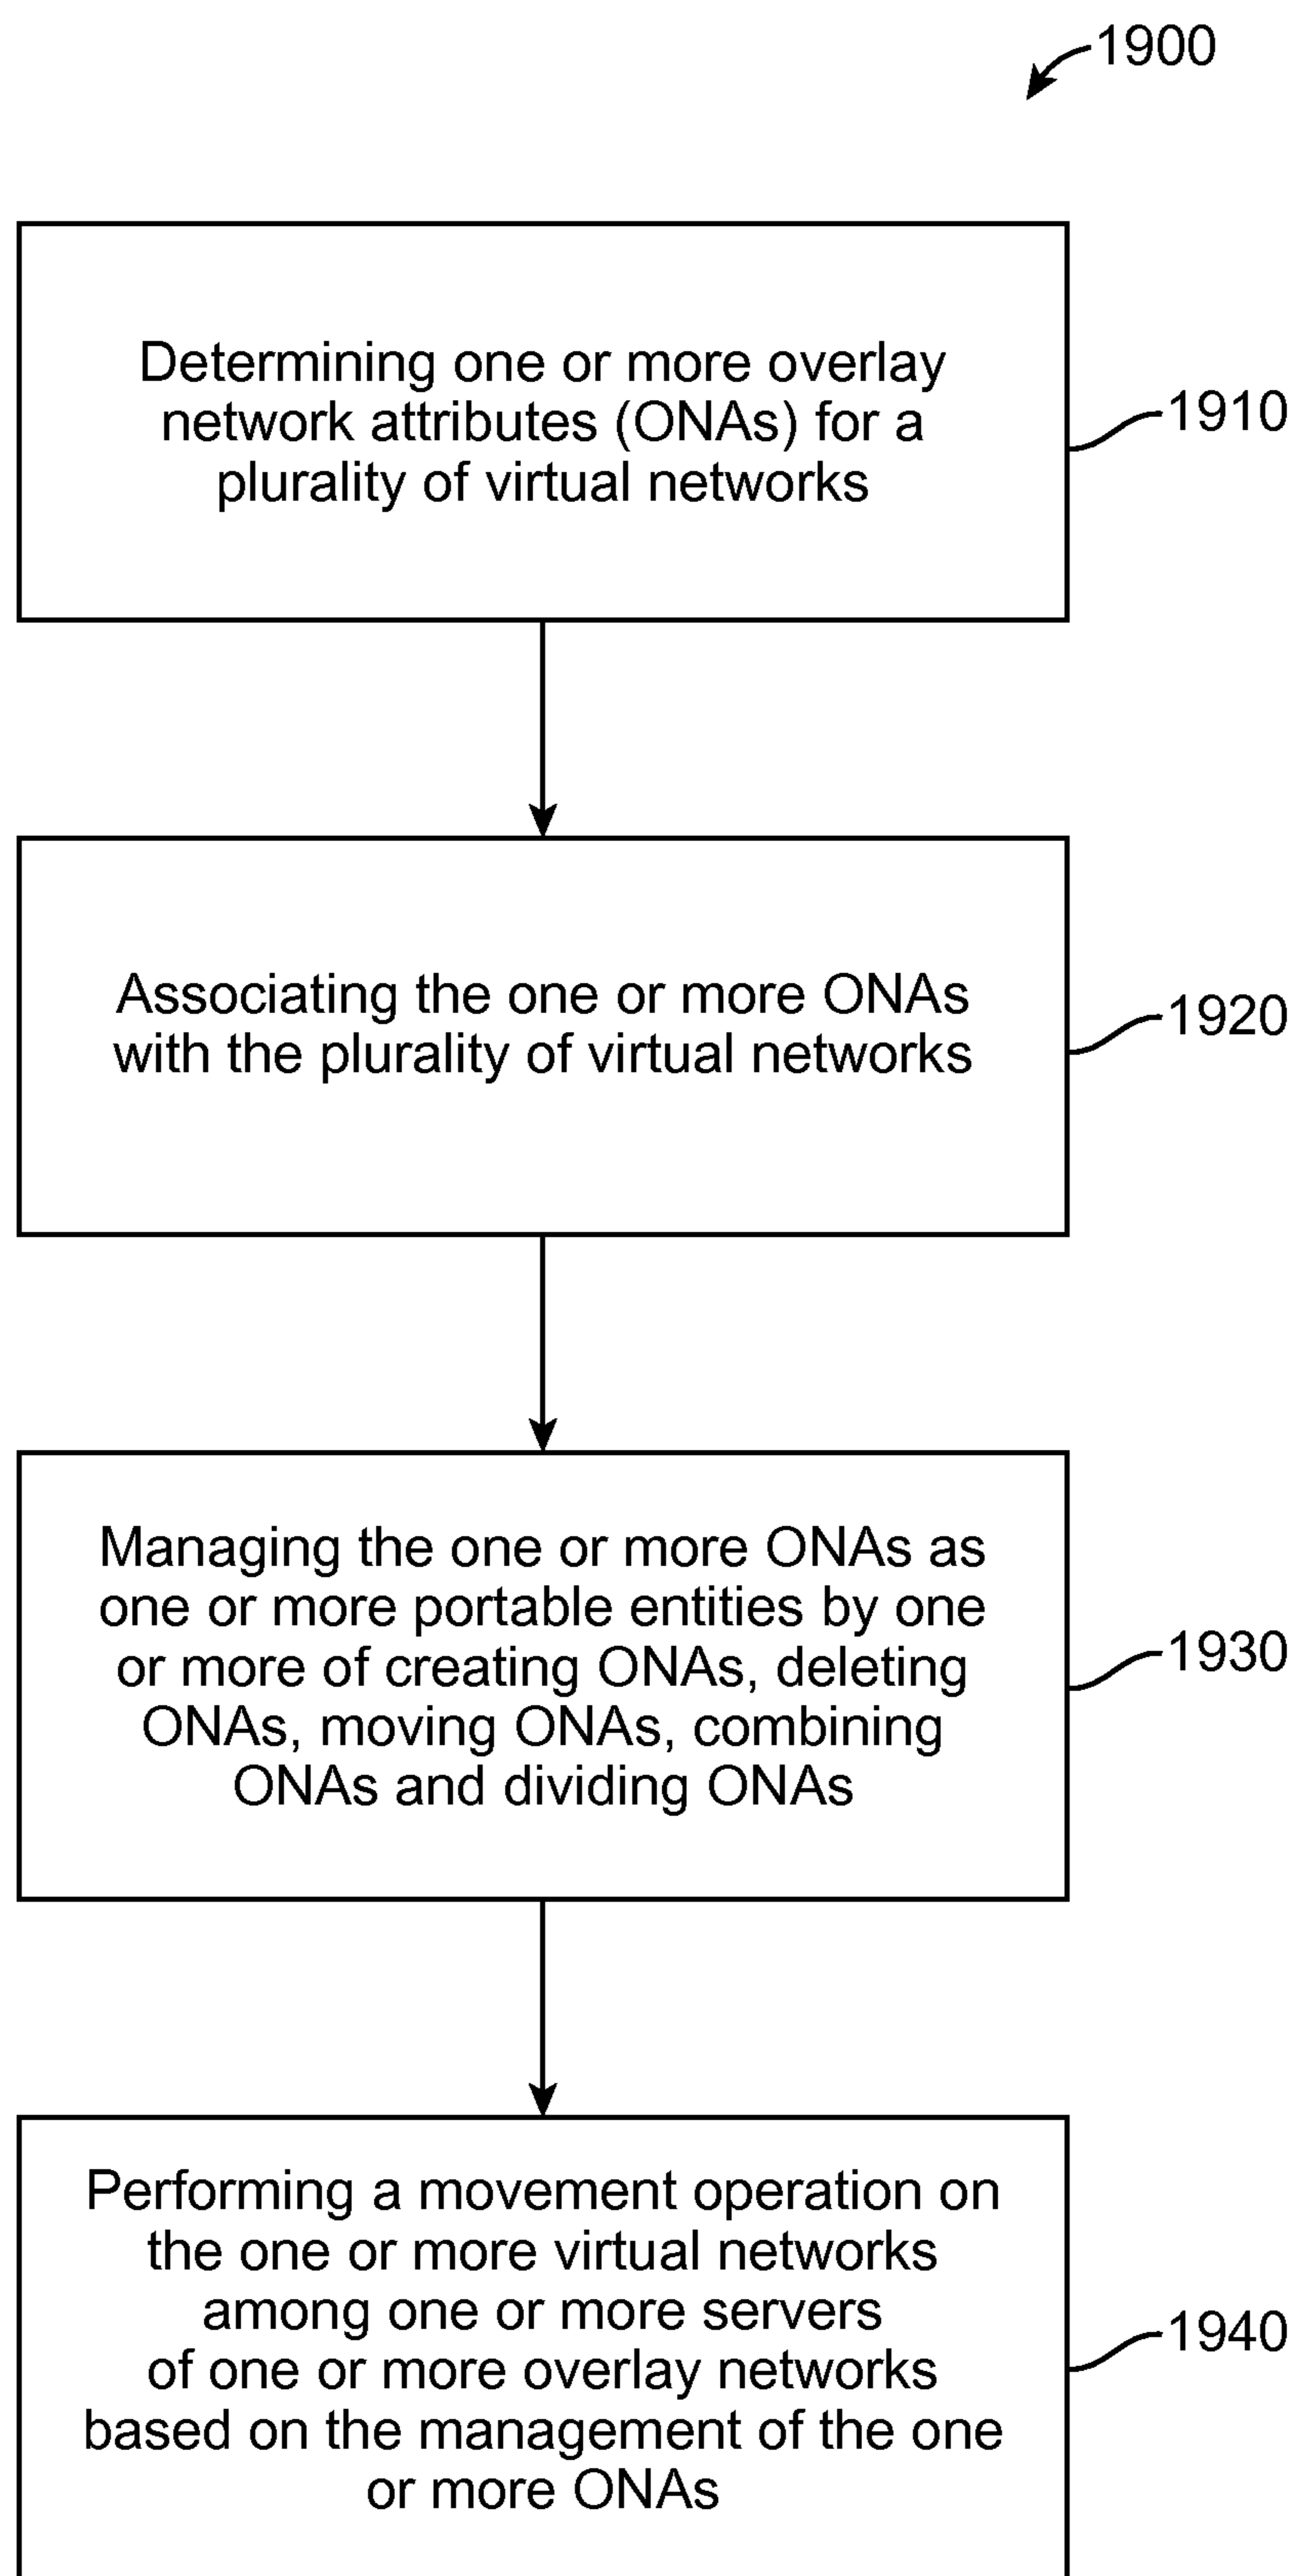 1900
Determining one or more overlay
network attributes (ONAs) for a
plurality of virtual networks
1910
Associating the one or more ONAs
with the plurality of virtual networks
1920
Managing the one or more ONAs as
one or more portable entities by one
or more of creating ONAs, deleting
ONAs, moving ONAs, combining
ONAs and dividing ONAs
1930
Performing a movement operation on
the one or more virtual networks
among one or more servers
of one or more overlay networks
based on the management of the one
or more ONAs
1940